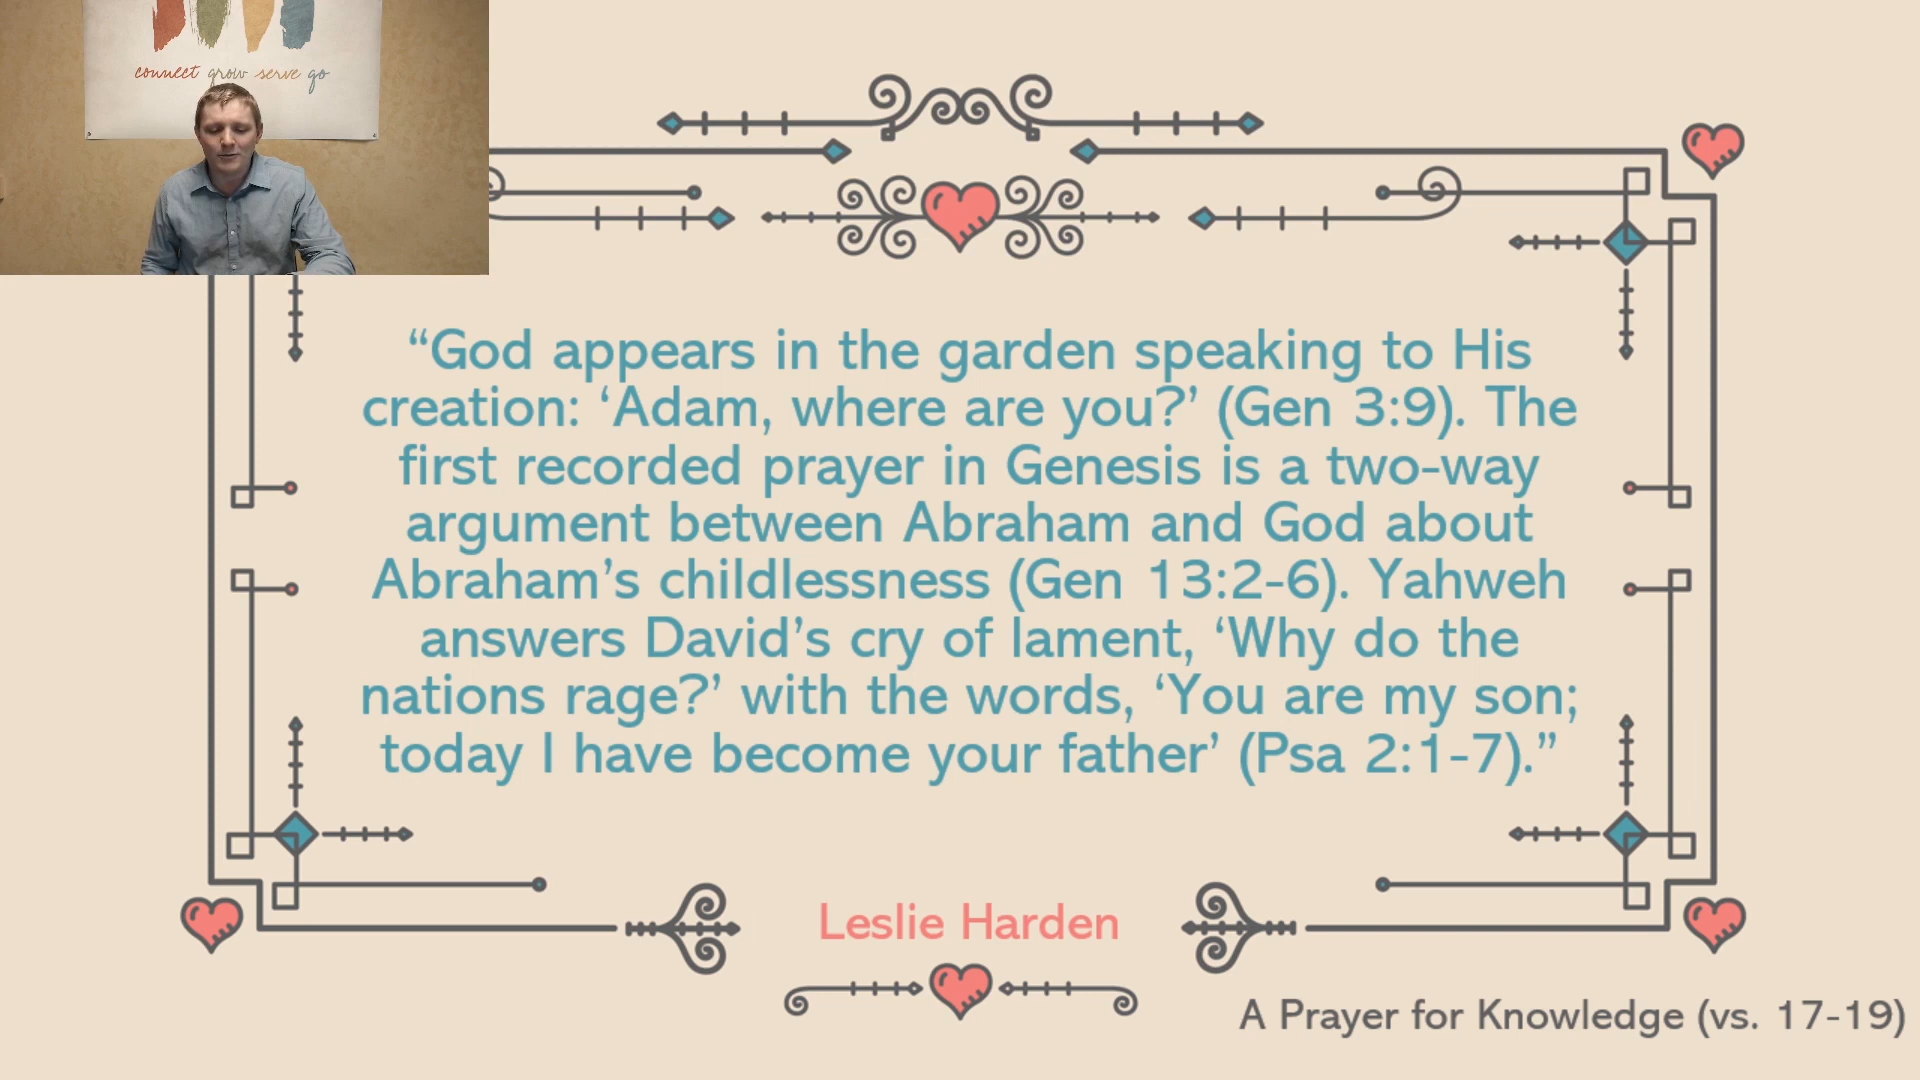 connect grow serve go
“God appears in the garden speaking to His
creation: ‘Adam, where are you?’ (Gen 3:9). The
first recorded prayer in Genesis is a two-way
argument between Abraham and God about
Abraham’s childlessness (Gen 13:2-6). Yahweh
answers David’s cry of lament, ‘Why do the
nations rage?’ with the words, ‘You are my son;
today I have become your father’ (Psa 2:1-7).”
Leslie Harden
A Prayer for Knowledge (vs. 17-19)